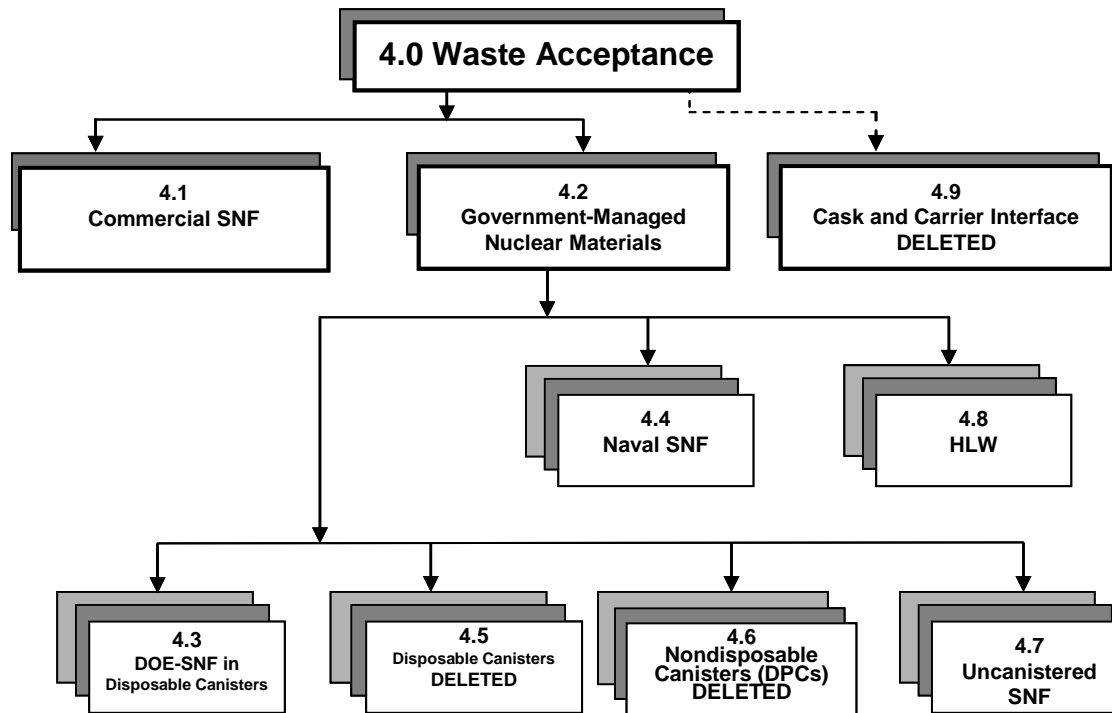 4.0 Waste Acceptance
4.1
Commercial SNF
4.2
Government-Managed
Nuclear Materials
4.9
Cask and Carrier Interface
DELETED
4.4
Naval SNF
4.8
HLW
4.3
DOE-SNF in
Disposable Canisters
4.5
Disposable Canisters
DELETED
4.6
Nondisposable
Canisters (DPCs)
DELETED
4.7
Uncanistered
SNF